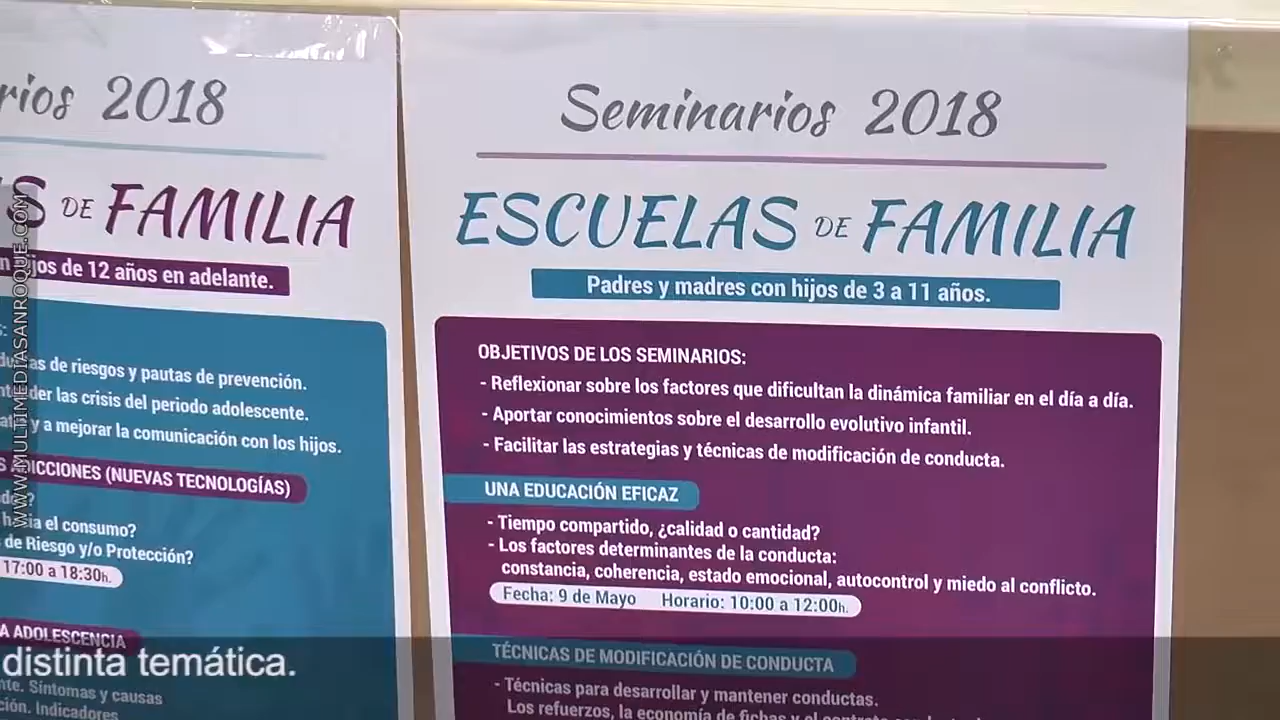 rios 2018
S DE FAMILIA
n hijos de 12 años en adelante.
as de riesgos y pautas de prevención.
der las crisis del periodo adolescente.
y a mejorar la comunicación con los hijos.
S ADICCIONES (NUEVAS TECNOLOGÍAS)
hacia el consumo?
de Riesgo y/o Protección?
17:00 a 18:30h.
A ADOLESCENCIA
nte. Síntomas y causas
ción. Indicadores
Seminarios 2018
ESCUELAS DE FAMILIA
Padres y madres con hijos de 3 a 11 años.
OBJETIVOS DE LOS SEMINARIOS:
- Reflexionar sobre los factores que dificultan la dinámica familiar en el día a día.
- Aportar conocimientos sobre el desarrollo evolutivo infantil.
- Facilitar las estrategias y técnicas de modificación de conducta.
UNA EDUCACIÓN EFICAZ
- Tiempo compartido, ¿calidad o cantidad?
- Los factores determinantes de la conducta:
constancia, coherencia, estado emocional, autocontrol y miedo al conflicto.
Fecha: 9 de Mayo Horario: 10:00 a 12:00h.
TÉCNICAS DE MODIFICACIÓN DE CONDUCTA
- Técnicas para desarrollar y mantener conductas.
Los refuerzos, la economía de fichas y el
distinta temática.
WWW.MULTIMEDIASANROQUE.COM